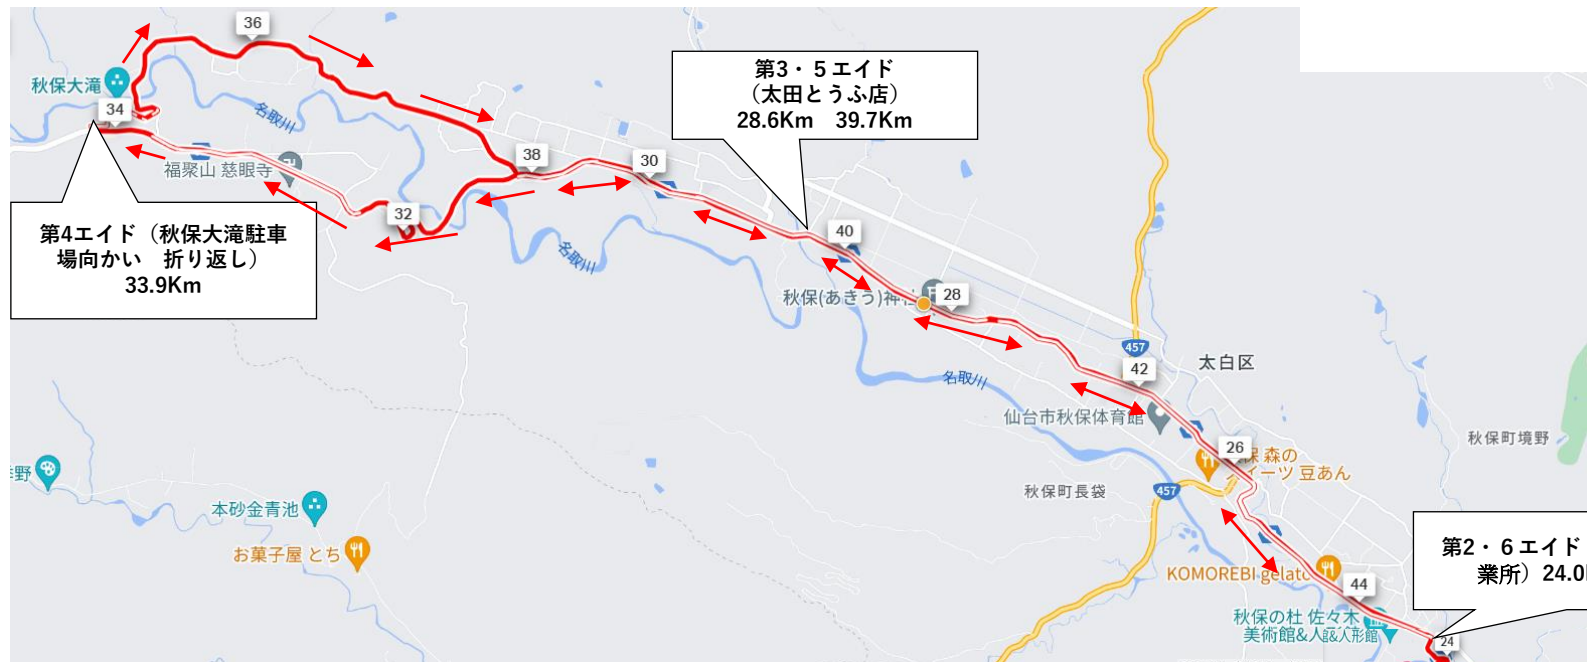 36
秋保大滝
34
名取川
福聚山 慈眼寺
38
30
32
第3・５エイド
（太田とうふ店）
28.6Km　39.7Km
第4エイド（秋保大滝駐車
場向かい　折り返し）
33.9Km
名取川
40
秋保(あきう)神社
28
457
太白区
42
名取川
仙台市秋保体育館
26
森の
スイーツ 豆あん
秋保町境野
秋保町長袋
457
野
本砂金青池
お菓子屋 とち
KOMOREBI gelato
44
第2・６エイド
業所）24.0
秋保の杜 佐々木
美術館&人形館
24